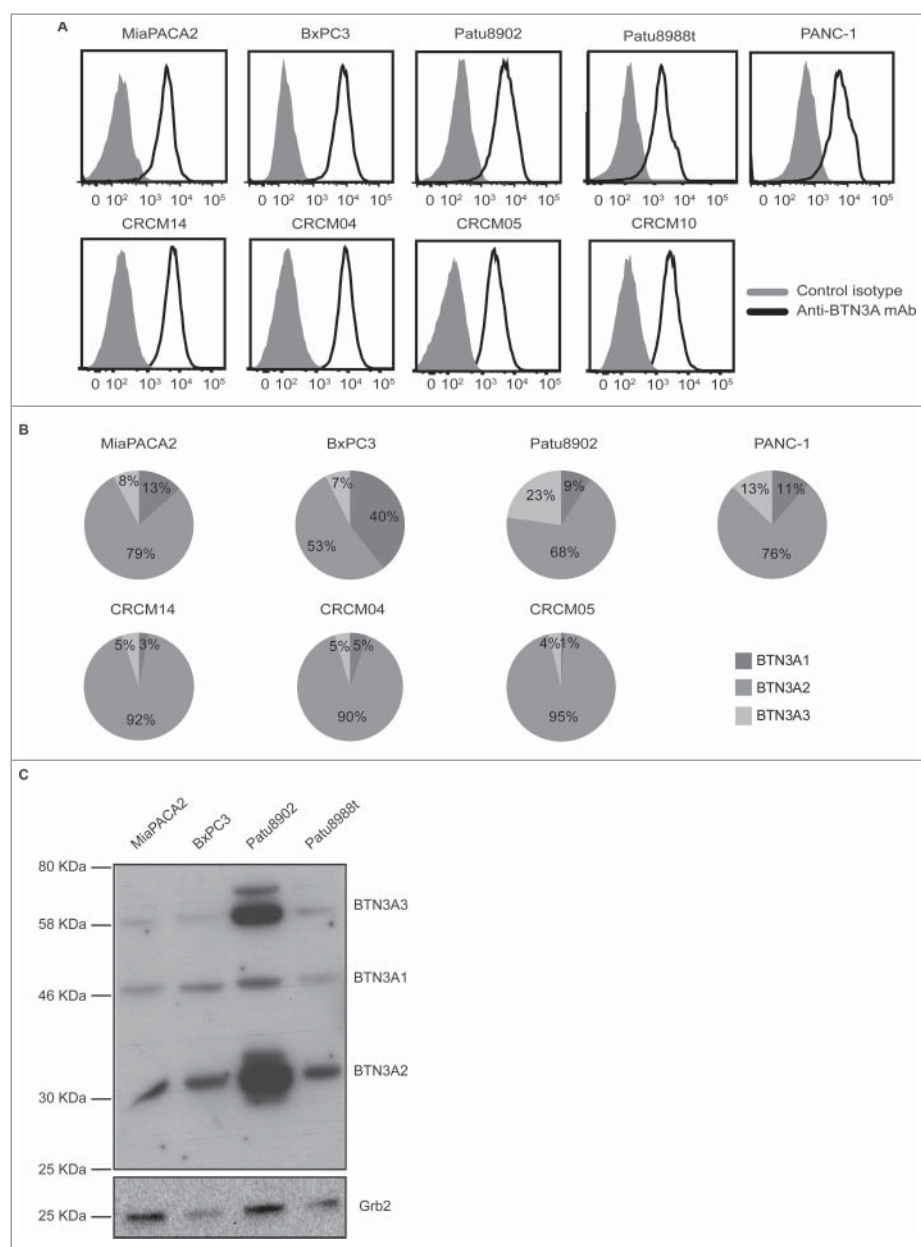 A
MiaPACA2 BxPC3 Patu8902 Patu8988t PANC-1
0 10² 10³ 10⁴ 10⁵ 0 10² 10³ 10⁴ 10⁵ 0 10² 10³ 10⁴ 10⁵ 0 10² 10³ 10⁴ 10⁵ 0 10² 10³ 10⁴ 10⁵
CRCM14 CRCM04 CRCM05 CRCM10
Control isotype
Anti-BTN3A mAb
0 10² 10³ 10⁴ 10⁵ 0 10² 10³ 10⁴ 10⁵ 0 10² 10³ 10⁴ 10⁵ 0 10² 10³ 10⁴ 10⁵
B
MiaPACA2 BxPC3 Patu8902 PANC-1
8% 13% 7% 40% 23% 9% 13% 11%
79% 53% 68% 76%
CRCM14 CRCM04 CRCM05
5% 3% 5% 5% 4% 1%
92% 90% 95%
BTN3A1
BTN3A2
BTN3A3
C
MiaPACA2 BxPC3 Patu8902 Patu8988t
80 KDa
BTN3A3
58 KDa
BTN3A1
46 KDa
BTN3A2
30 KDa
25 KDa
Grb2
25 KDa